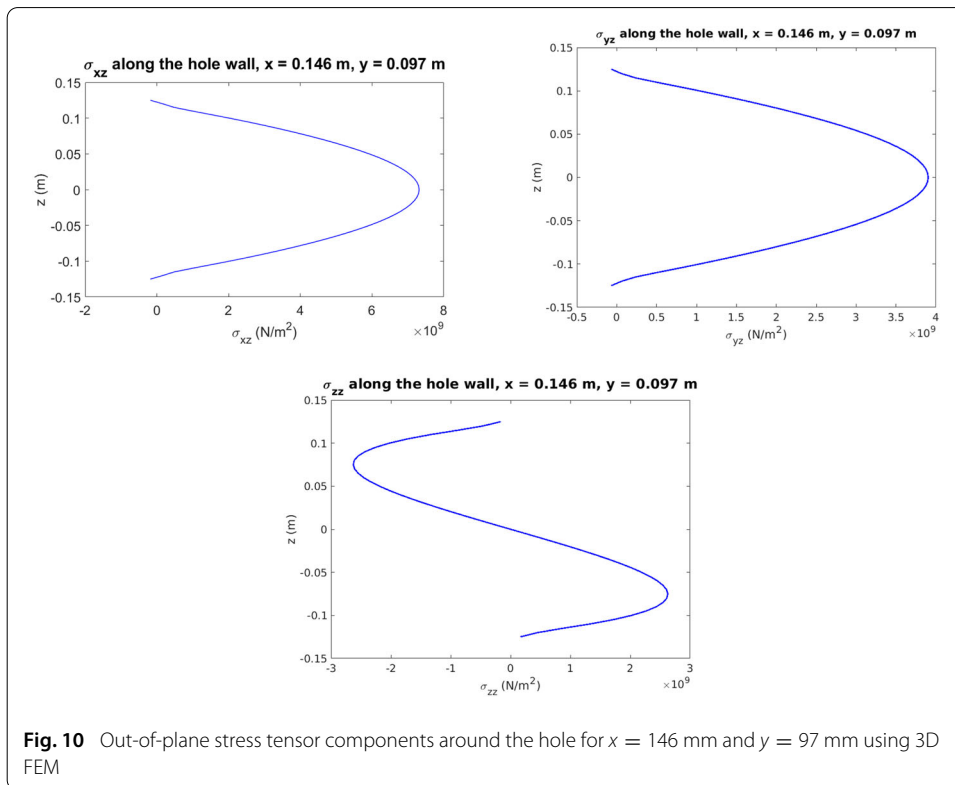 σxz along the hole wall, x = 0.146 m, y = 0.097 m
0.15
0.1
0.05
0
-0.05
-0.1
-0.15
z (m)
-2 0 2 4 6 8
×10⁹
σxz (N/m²)
σyz along the hole wall, x = 0.146 m, y = 0.097 m
0.15
0.1
0.05
0
-0.05
-0.1
-0.15
z (m)
-0.5 0 0.5 1 1.5 2 2.5 3 3.5 4
×10⁹
σyz (N/m²)
σzz along the hole wall, x = 0.146 m, y = 0.097 m
0.15
0.1
0.05
0
-0.05
-0.1
-0.15
z (m)
-3 -2 -1 0 1 2 3
×10⁹
σzz (N/m²)
Fig. 10 Out-of-plane stress tensor components around the hole for x = 146 mm and y = 97 mm using 3D
FEM